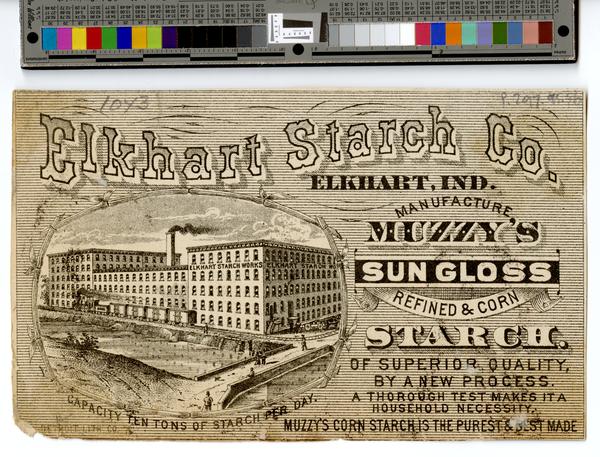 1043
Elkhart Starch Co.
ELKHART, IND.
MANUFACTURE
MUZZY'S
SUN GLOSS
REFINED & CORN
STARCH.
OF SUPERIOR QUALITY,
BY A NEW PROCESS.
A THOROUGH TEST MAKES IT A
HOUSEHOLD NECESSITY.
MUZZY'S CORN STARCH IS THE PUREST & BEST MADE
ELKHART STARCH WORKS
CAPACITY TEN TONS OF STARCH PER DAY.
LITH. CO.